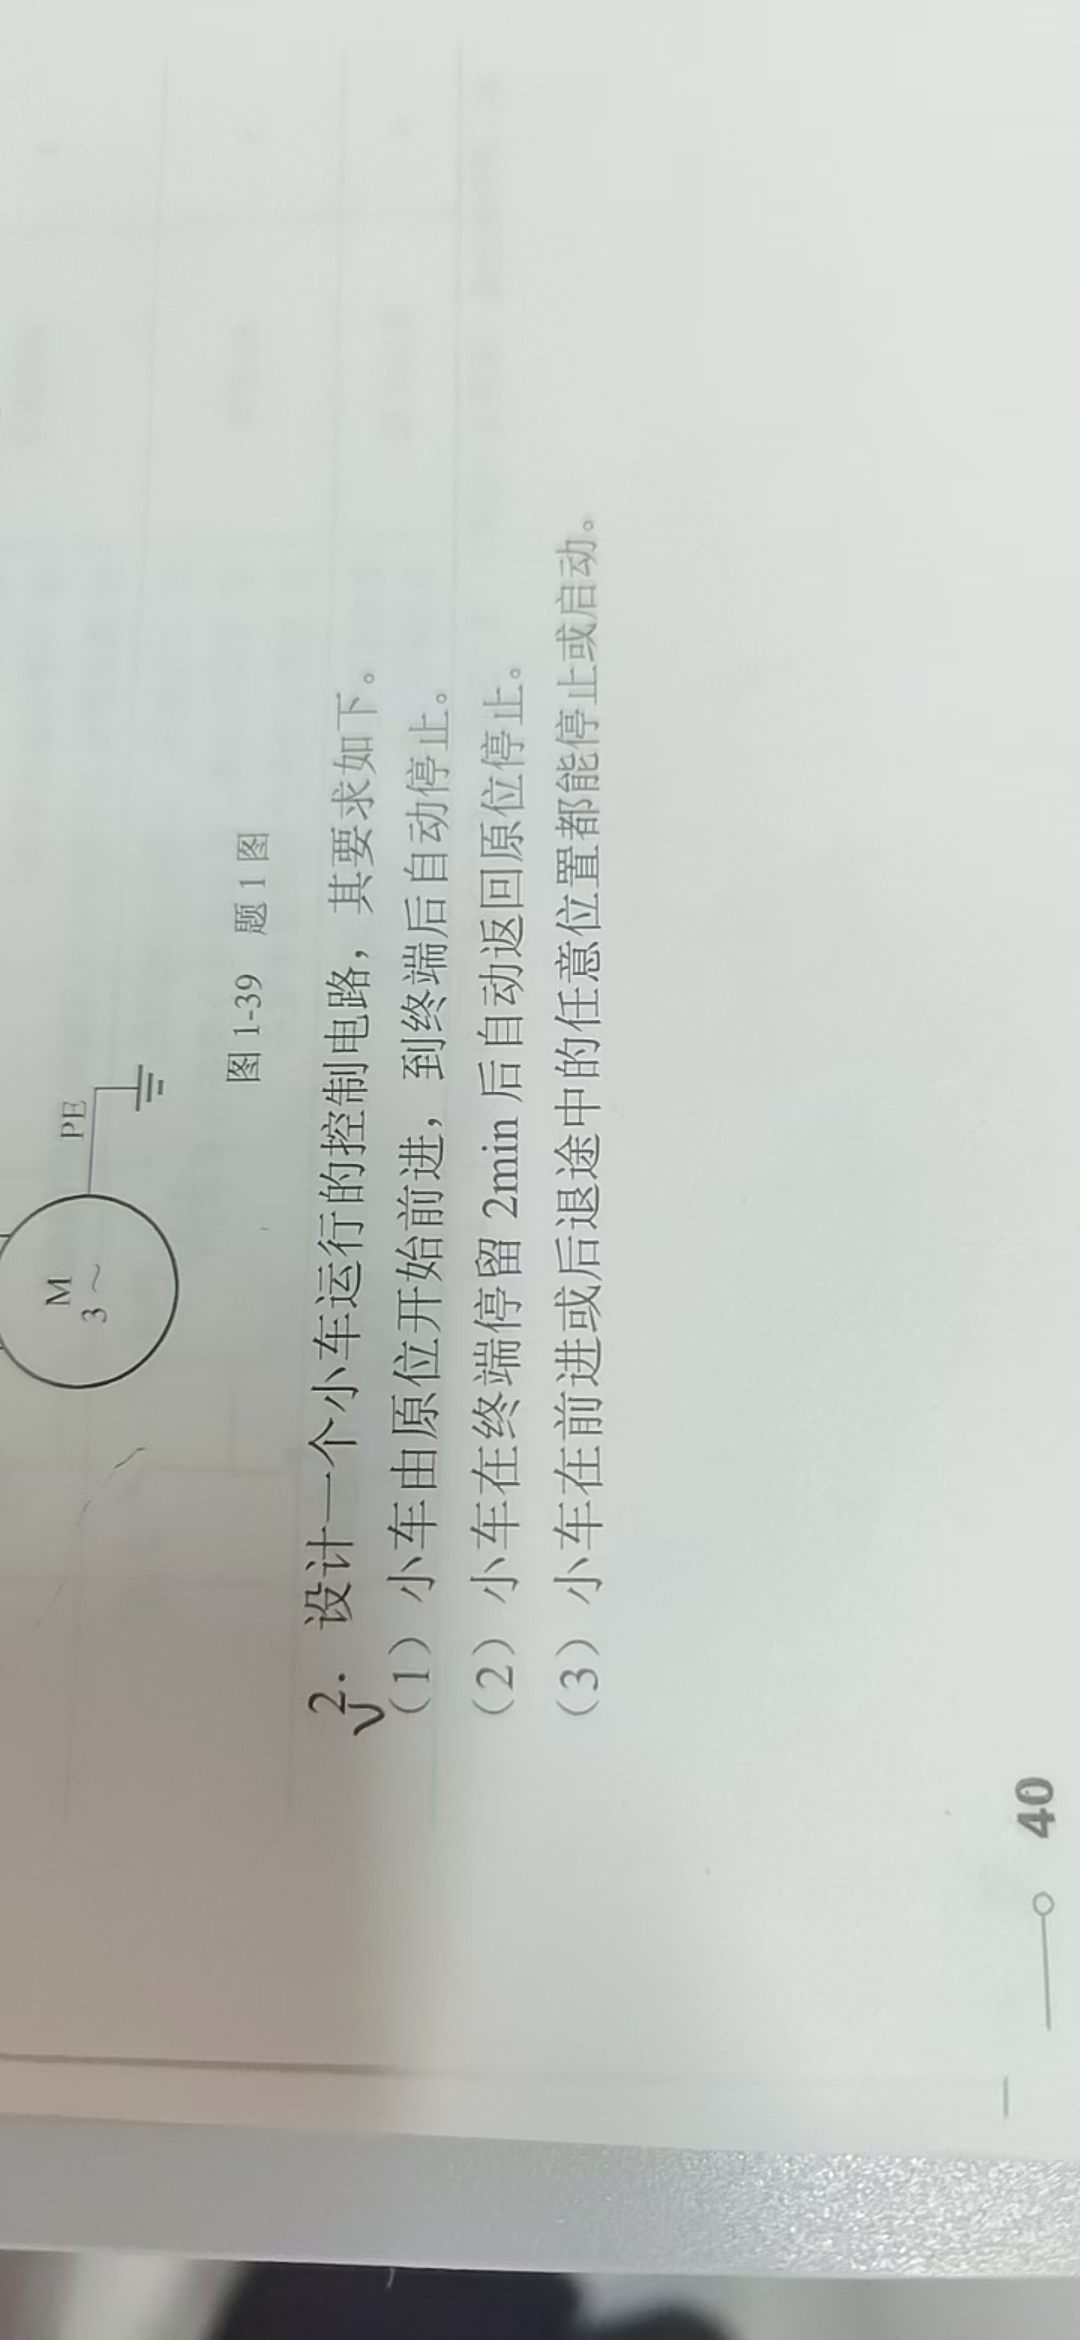 M
3～
PE
图 1-39 题 1 图
2. 设计一个小车运行的控制电路，其要求如下。
（1）小车由原位开始前进，到终端后自动停止。
（2）小车在终端停留 2min 后自动返回原位停止。
（3）小车在前进或后退途中的任意位置都能停止或启动。
40